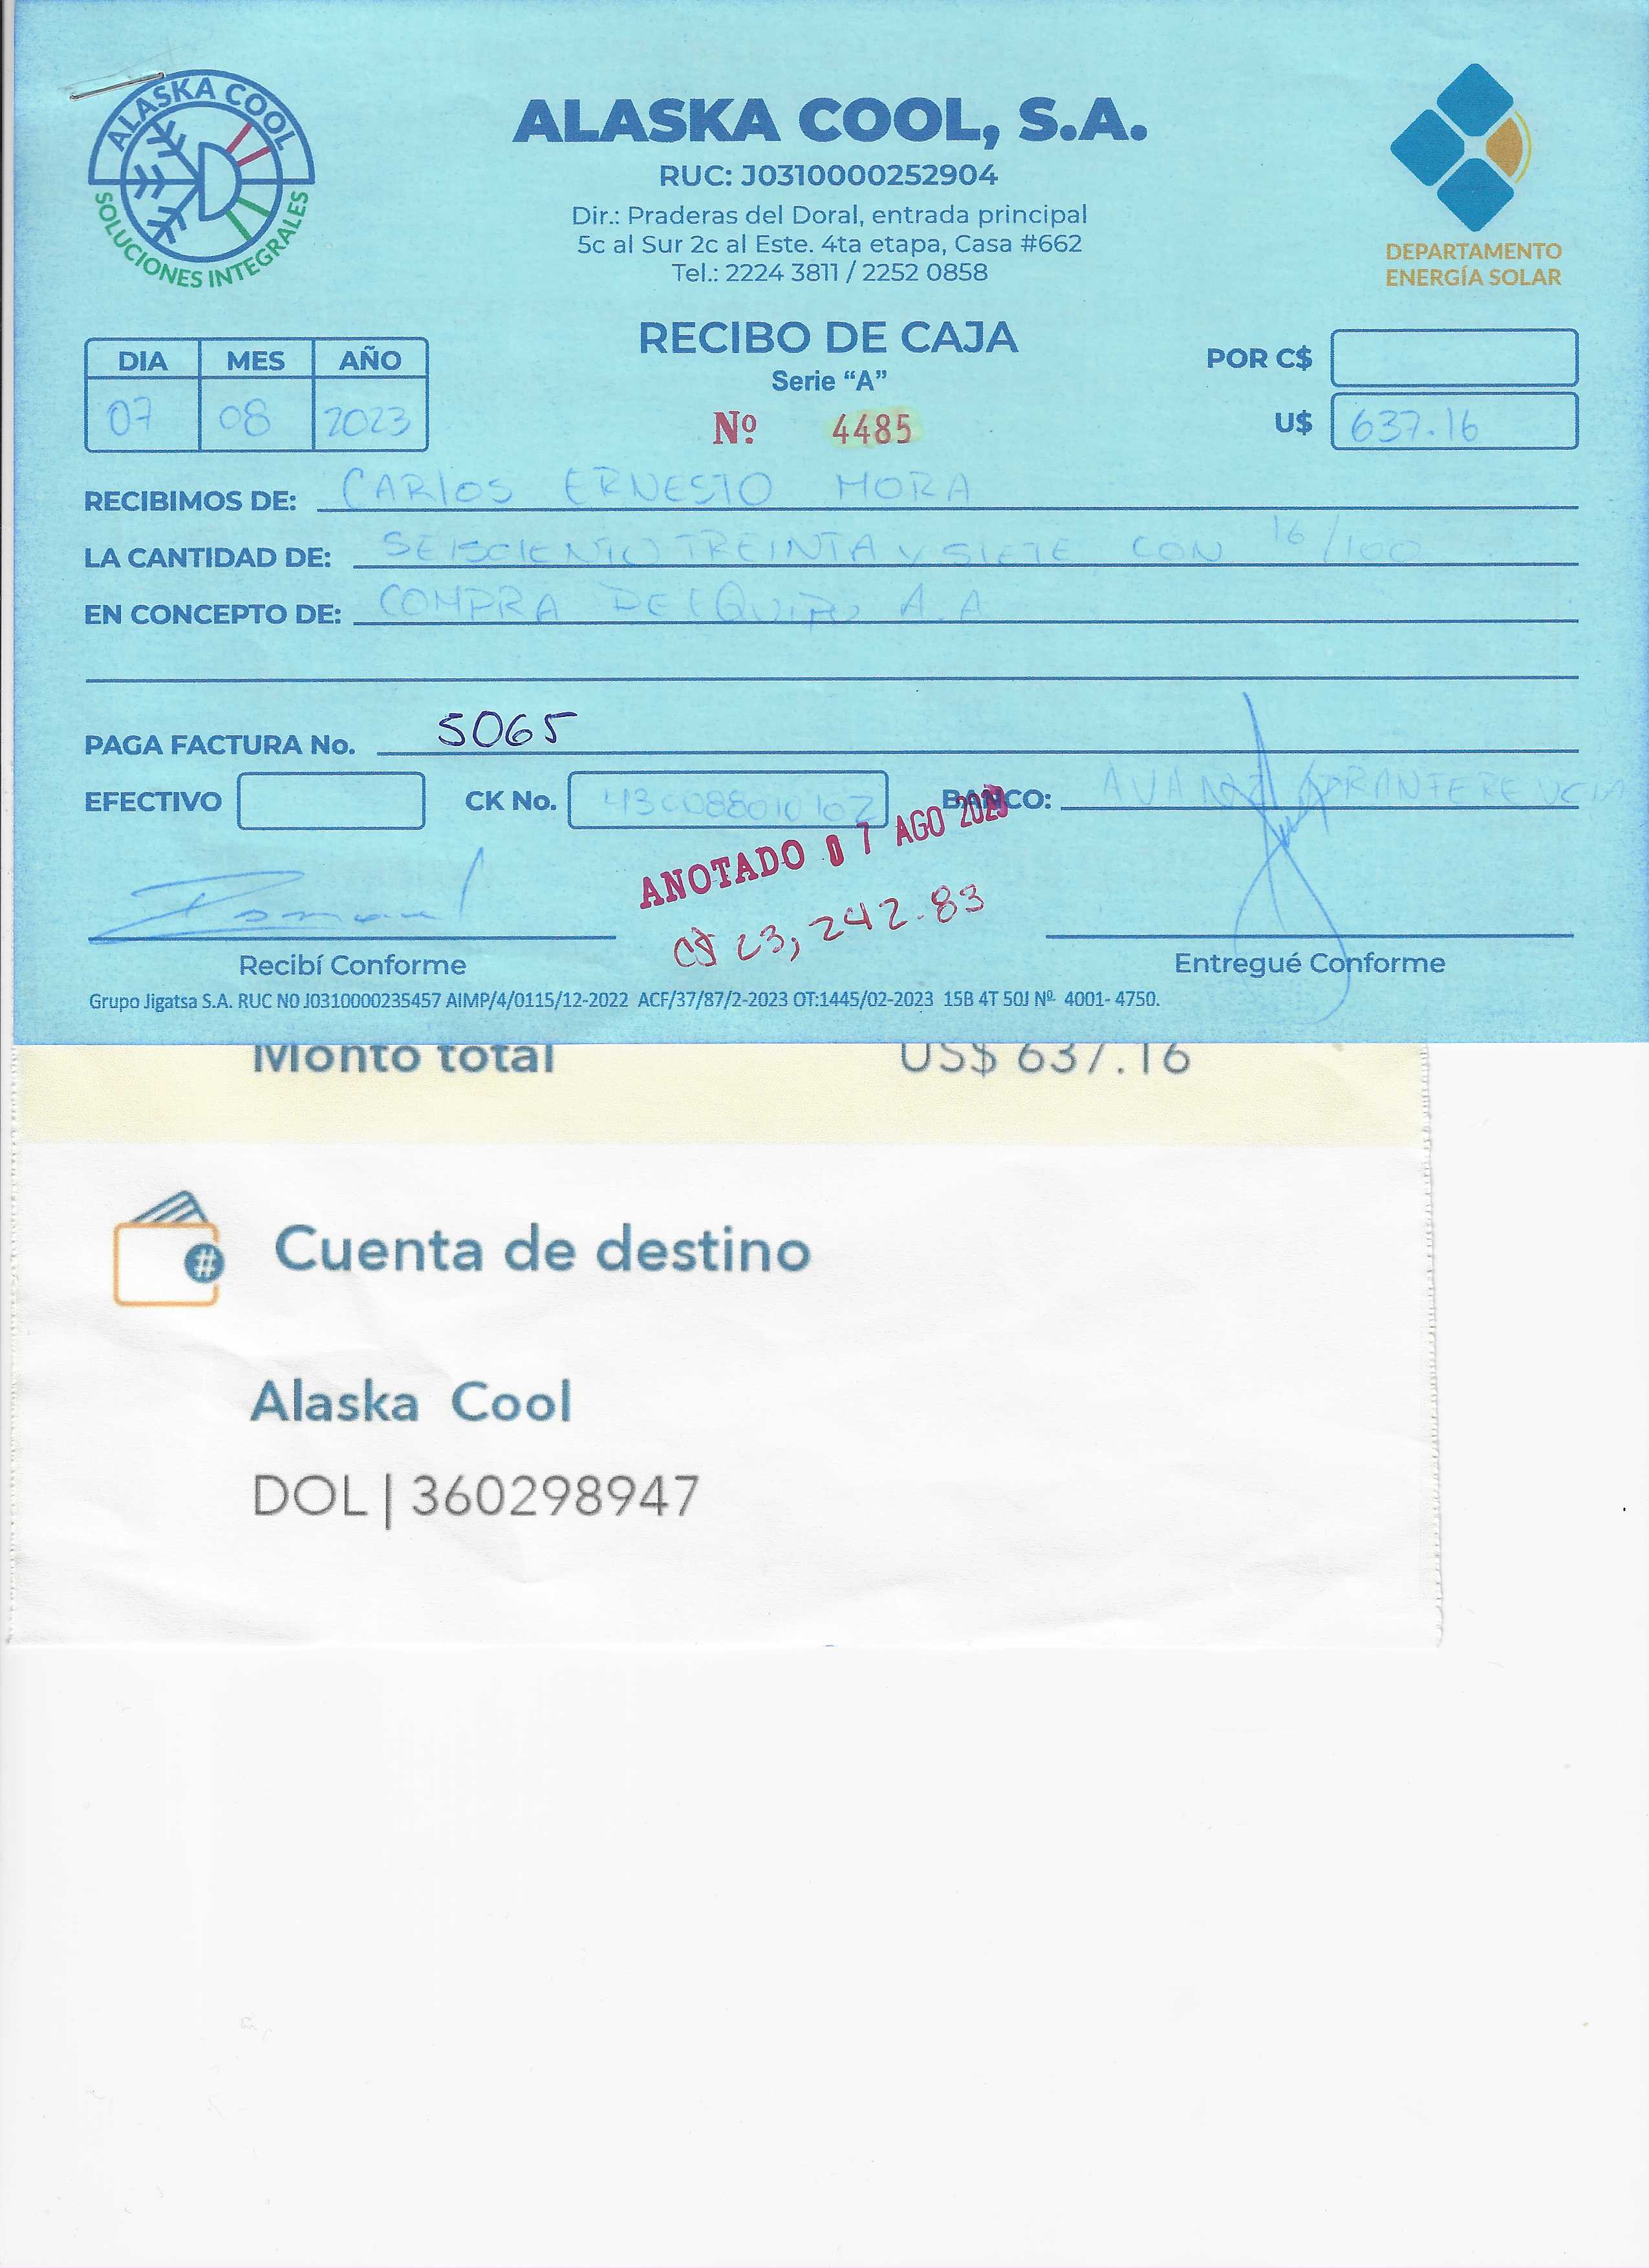 ALASKA COOL
SOLUCIONES INTEGRALES
ALASKA COOL, S.A.
RUC: J0310000252904
Dir.: Praderas del Doral, entrada principal
5c al Sur 2c al Este. 4ta etapa, Casa #662
Tel.: 2224 3811 / 2252 0858
DEPARTAMENTO
ENERGÍA SOLAR
RECIBO DE CAJA
Serie “A”
Nº. 4485
DIA MES AÑO
07 08 2023
POR C$
U$ 637.16
RECIBIMOS DE: CARLOS ERNESTO MORA
LA CANTIDAD DE: SEISCIENTO TREINTA Y SIETE CON 16/100
EN CONCEPTO DE: COMPRA DE EQUIPO A.A
PAGA FACTURA No. 5065
EFECTIVO CK No. BANCO: TRANFERENCIA
ANOTADO 07 AGO 2023
C$ 23,242.83
Recibí Conforme
Entregué Conforme
Grupo Jigatsa S.A. RUC N0 J0310000235457 AIMP/4/0115/12-2022 ACF/37/87/2-2023 OT:1445/02-2023 15B 4T 50J Nº 4001- 4750.
Monto total US$ 637.16
#
Cuenta de destino
Alaska Cool
DOL | 360298947